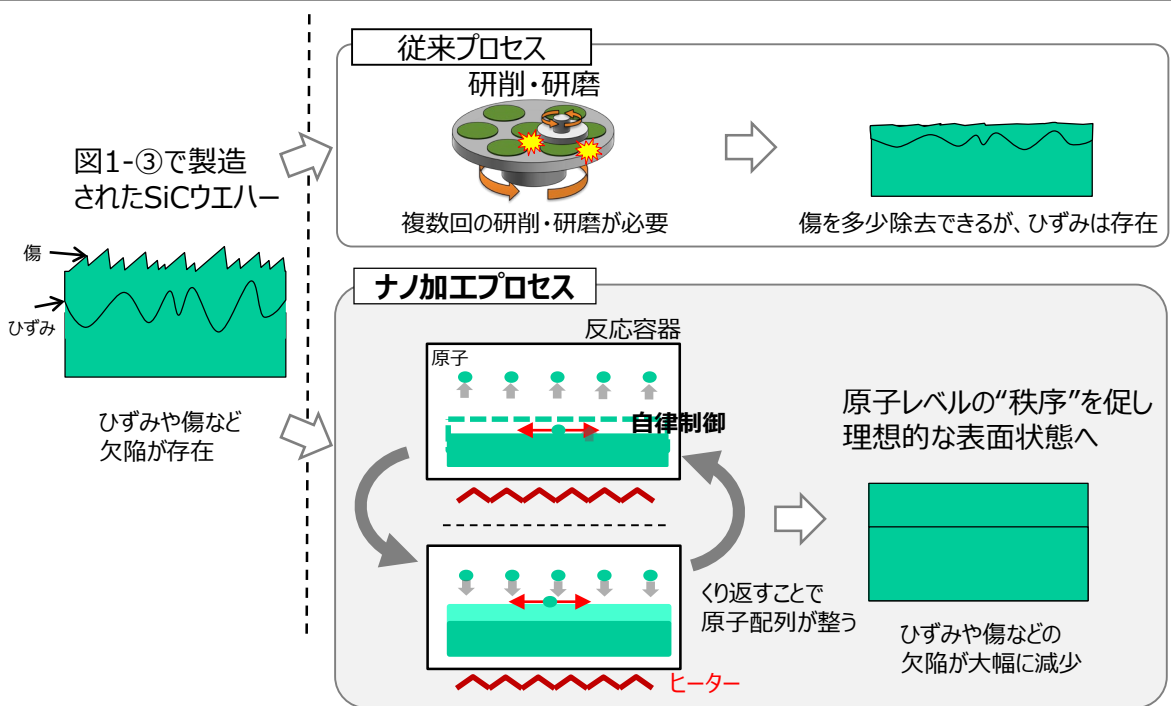 図1-③で製造
されたSiCウエハー
傷
ひずみ
ひずみや傷など
欠陥が存在
従来プロセス
研削・研磨
複数回の研削・研磨が必要
傷を多少除去できるが、ひずみは存在
ナノ加工プロセス
反応容器
原子
自律制御
ヒーター
くり返すことで
原子配列が整う
原子レベルの“秩序”を促し
理想的な表面状態へ
ひずみや傷などの
欠陥が大幅に減少